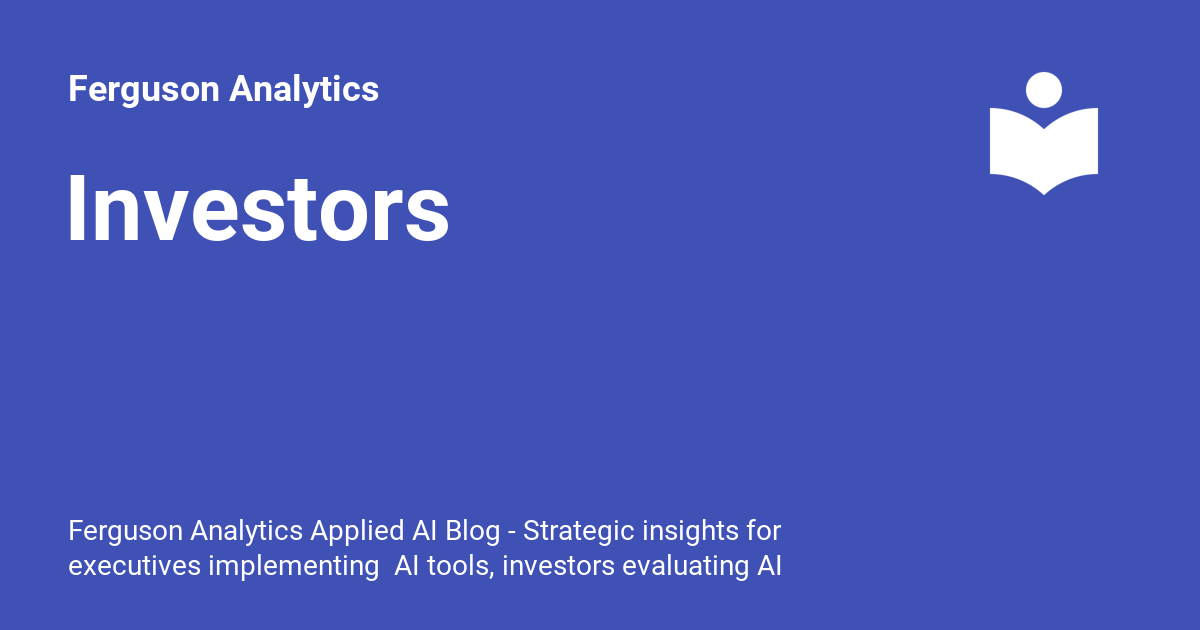 Ferguson Analytics
Investors
Ferguson Analytics Applied AI Blog - Strategic insights for
executives implementing  AI tools, investors evaluating AI